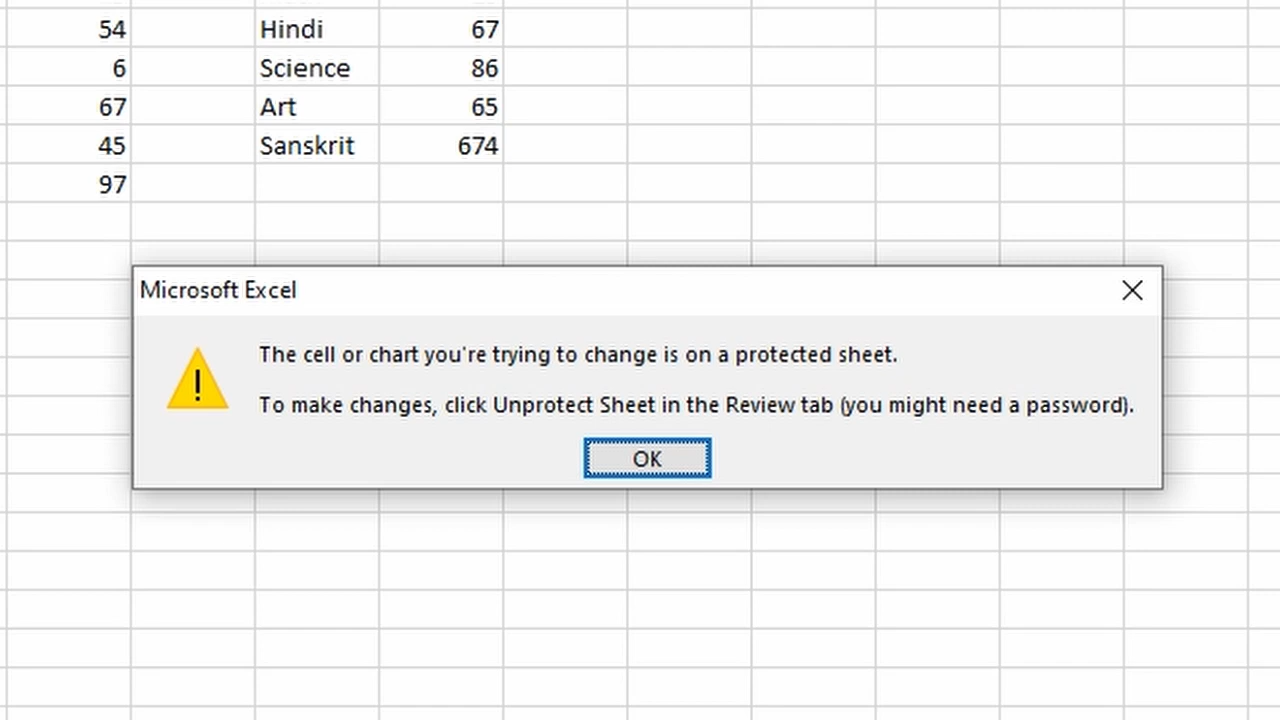 54 Hindi 67
6 Science 86
67 Art 65
45 Sanskrit 674
97
Microsoft Excel
The cell or chart you're trying to change is on a protected sheet.
To make changes, click Unprotect Sheet in the Review tab (you might need a password).
OK